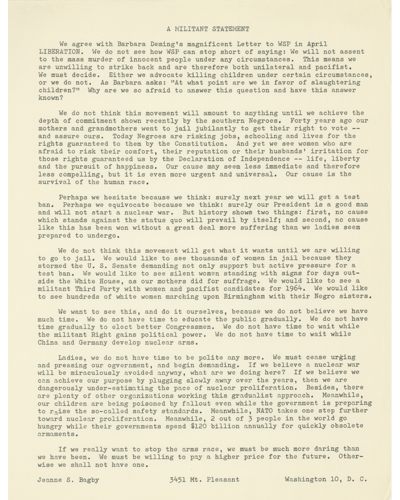 A MILITANT STATEMENT
We agree with Barbara Deming's magnificent Letter to WSP in April
LIBERATION. We do not see how WSP can stop short of saying: We will not assent
to the mass murder of innocent people under any circumstances. This means we
are unwilling to strike back and are therefore both unilateral and pacifist.
We must decide. Either we advocate killing children under certain circumstances,
or we do not. As Barbara asks: "At what point are we in favor of slaughtering
children?" Why are we so afraid to answer this question and have this answer
known?
We do not think this movement will amount to anything until we achieve the
depth of commitment shown recently by the southern Negroes. Forty years ago our
mothers and grandmothers went to jail jubilantly to get their right to vote --
and assure ours. Today Negroes are risking jobs, schooling and lives for the
rights guaranteed to them by the Constitution. And yet we see women who are
afraid to risk their comfort, their reputation or their husbands' irritation for
those rights guaranteed us by the Declaration of Independence -- life, liberty
and the pursuit of happiness. Our cause may seem less immediate and therefore
less compelling, but it is even more urgent and universal. Our cause is the
survival of the human race.
Perhaps we hesitate because we think: surely next year we will get a test
ban. Perhaps we equivocate because we think: surely our President is a good man
and will not start a nuclear war. But history shows two things: first, no cause
which stands against the status quo will prevail by itself; and second, no cause
like this has been won without a great deal more suffering than we ladies seem
prepared to undergo.
We do not think this movement will get what it wants until we are willing
to go to jail. We would like to see thousands of women in jail because they
stormed the U. S. Senate demanding not only support but active pressure for a
test ban. We would like to see silent women standing with signs for days out-
side the White House, as our mothers did for suffrage. We would like to see a
militant Third Party with women and pacifist candidates for 1964. We would like
to see hundreds of white women marching upon Birmingham with their Negro sisters.
We want to see this, and do it ourselves, because we do not believe we have
much time. We do not have time to educate the public gradually. We do not have
time gradually to elect better Congressmen. We do not have time to wait while
the militant Right gains political power. We do not have time to wait while
China and Germany develop nuclear arms.
Ladies, we do not have time to be polite any more. We must cease urging
and pleasing our government, and begin demanding. If we believe a nuclear war
will be miraculously avoided anyway, what are we doing here? If we believe we
can achieve our purpose by plugging slowly away over the years, then we are
dangerously under-estimating the pace of nuclear proliferation. Besides, there
are plenty of other organizations working this gradualist approach. Meanwhile,
our children are being poisoned by fallout even while the government is preparing
to raise the so-called safety standards. Meanwhile, NATO takes one step further
toward nuclear proliferation. Meanwhile, 2 out of 3 people in the world go
hungry while their governments spend $120 billion annually for quickly obsolete
armaments.
If we really want to stop the arms race, we must be much more daring than
we have been. We must be willing to pay a higher price for the future. Other-
wise we shall not have one.
Jeanne S. Bagby 3451 Mt. Pleasant Washington 10, D. C.